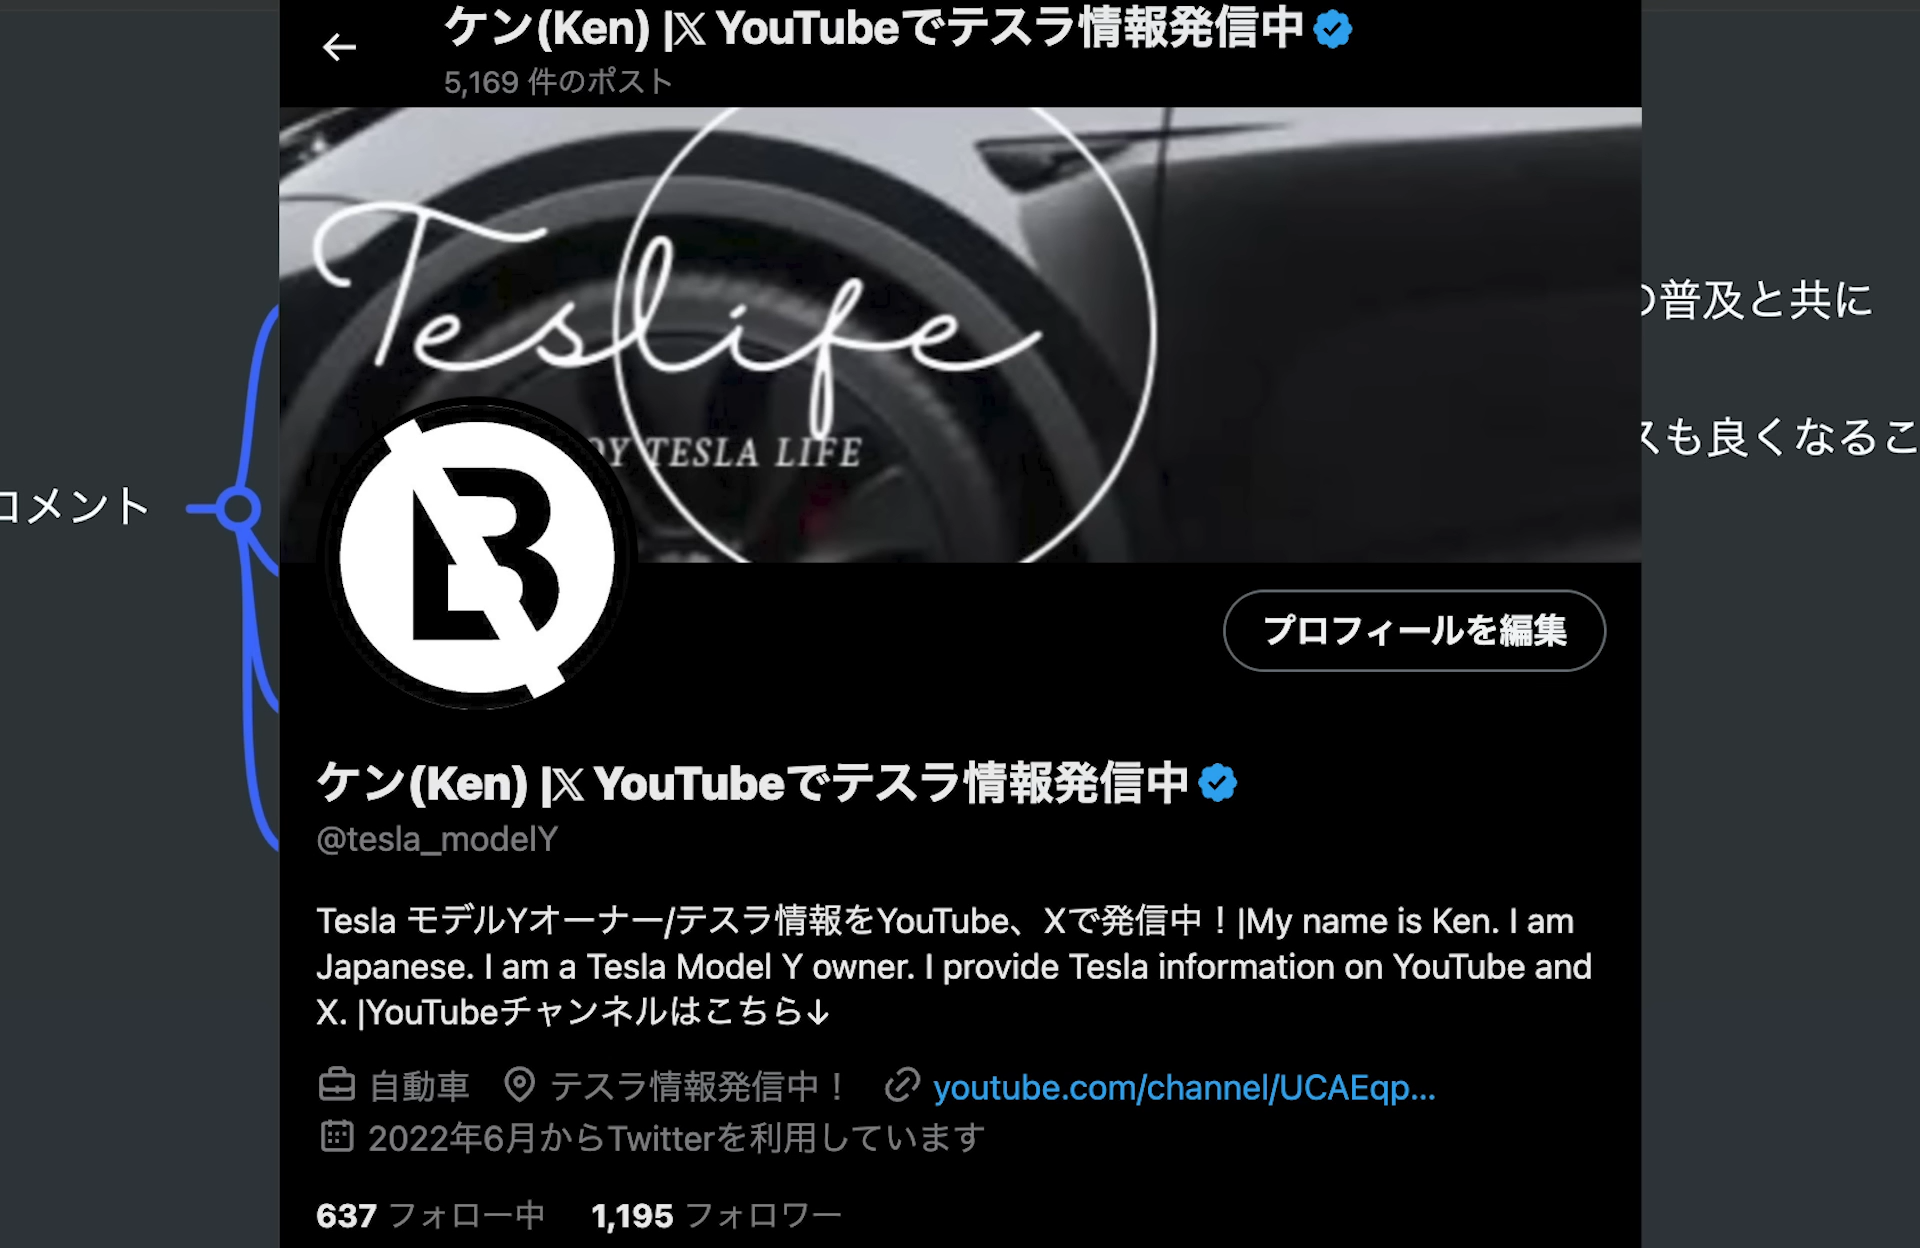 ケン(Ken) |𝕏 YouTubeでテスラ情報発信中
5,169 件のポスト
Teslife
OY TESLA LIFE
の普及と共に
スも良くなるこ
コメント
プロフィールを編集
ケン(Ken) |𝕏 YouTubeでテスラ情報発信中
@tesla_modelY
Tesla モデルYオーナー/テスラ情報をYouTube、Xで発信中！|My name is Ken. I am
Japanese. I am a Tesla Model Y owner. I provide Tesla information on YouTube and
X. |YouTubeチャンネルはこちら↓
自動車 テスラ情報発信中！ youtube.com/channel/UCAEqp...
2022年6月からTwitterを利用しています
637 フォロー中 1,195 フォロワー